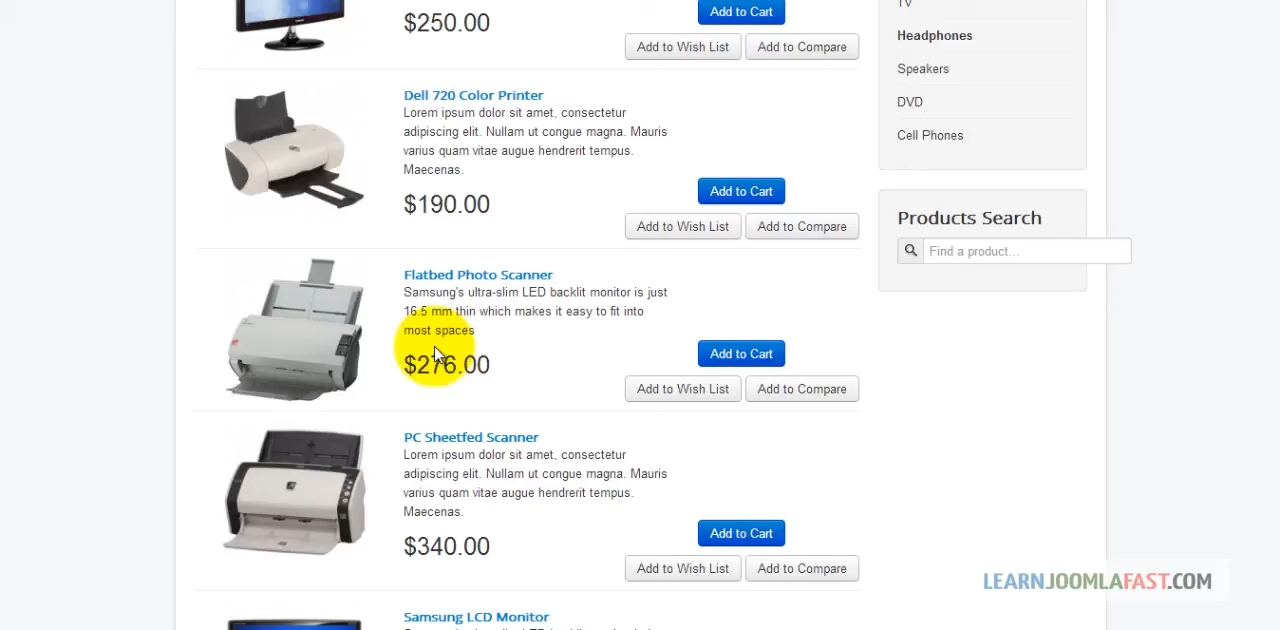 $250.00
Add to Cart
Add to Wish List
Add to Compare
Dell 720 Color Printer
Lorem ipsum dolor sit amet, consectetur
adipiscing elit. Nullam ut congue magna. Mauris
varius quam vitae augue hendrerit tempus.
Maecenas.
$190.00
Add to Cart
Add to Wish List
Add to Compare
Flatbed Photo Scanner
Samsung's ultra-slim LED backlit monitor is just
16.5 mm thin which makes it easy to fit into
most spaces
$276.00
Add to Cart
Add to Wish List
Add to Compare
PC Sheetfed Scanner
Lorem ipsum dolor sit amet, consectetur
adipiscing elit. Nullam ut congue magna. Mauris
varius quam vitae augue hendrerit tempus.
Maecenas.
$340.00
Add to Cart
Add to Wish List
Add to Compare
Samsung LCD Monitor
TV
Headphones
Speakers
DVD
Cell Phones
Products Search
Find a product...
LEARNJOOMLAFAST.COM